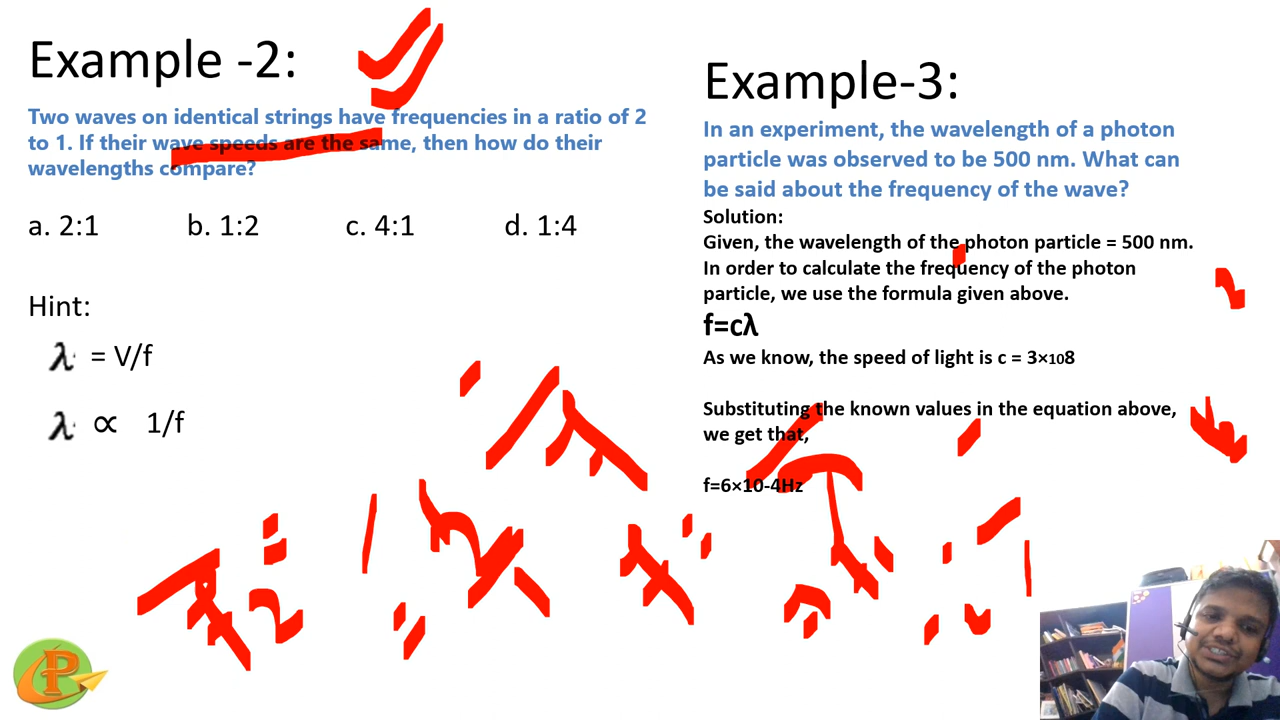 Example -2:
Two waves on identical strings have frequencies in a ratio of 2
to 1. If their wave speeds are the same, then how do their
wavelengths compare?
a. 2:1 b. 1:2 c. 4:1 d. 1:4
Hint:
λ = V/f
λ ∝ 1/f
Example-3:
In an experiment, the wavelength of a photon
particle was observed to be 500 nm. What can
be said about the frequency of the wave?
Solution:
Given, the wavelength of the photon particle = 500 nm.
In order to calculate the frequency of the photon
particle, we use the formula given above.
f=cλ
As we know, the speed of light is c = 3×108
Substituting the known values in the equation above,
we get that,
f=6×10-4Hz